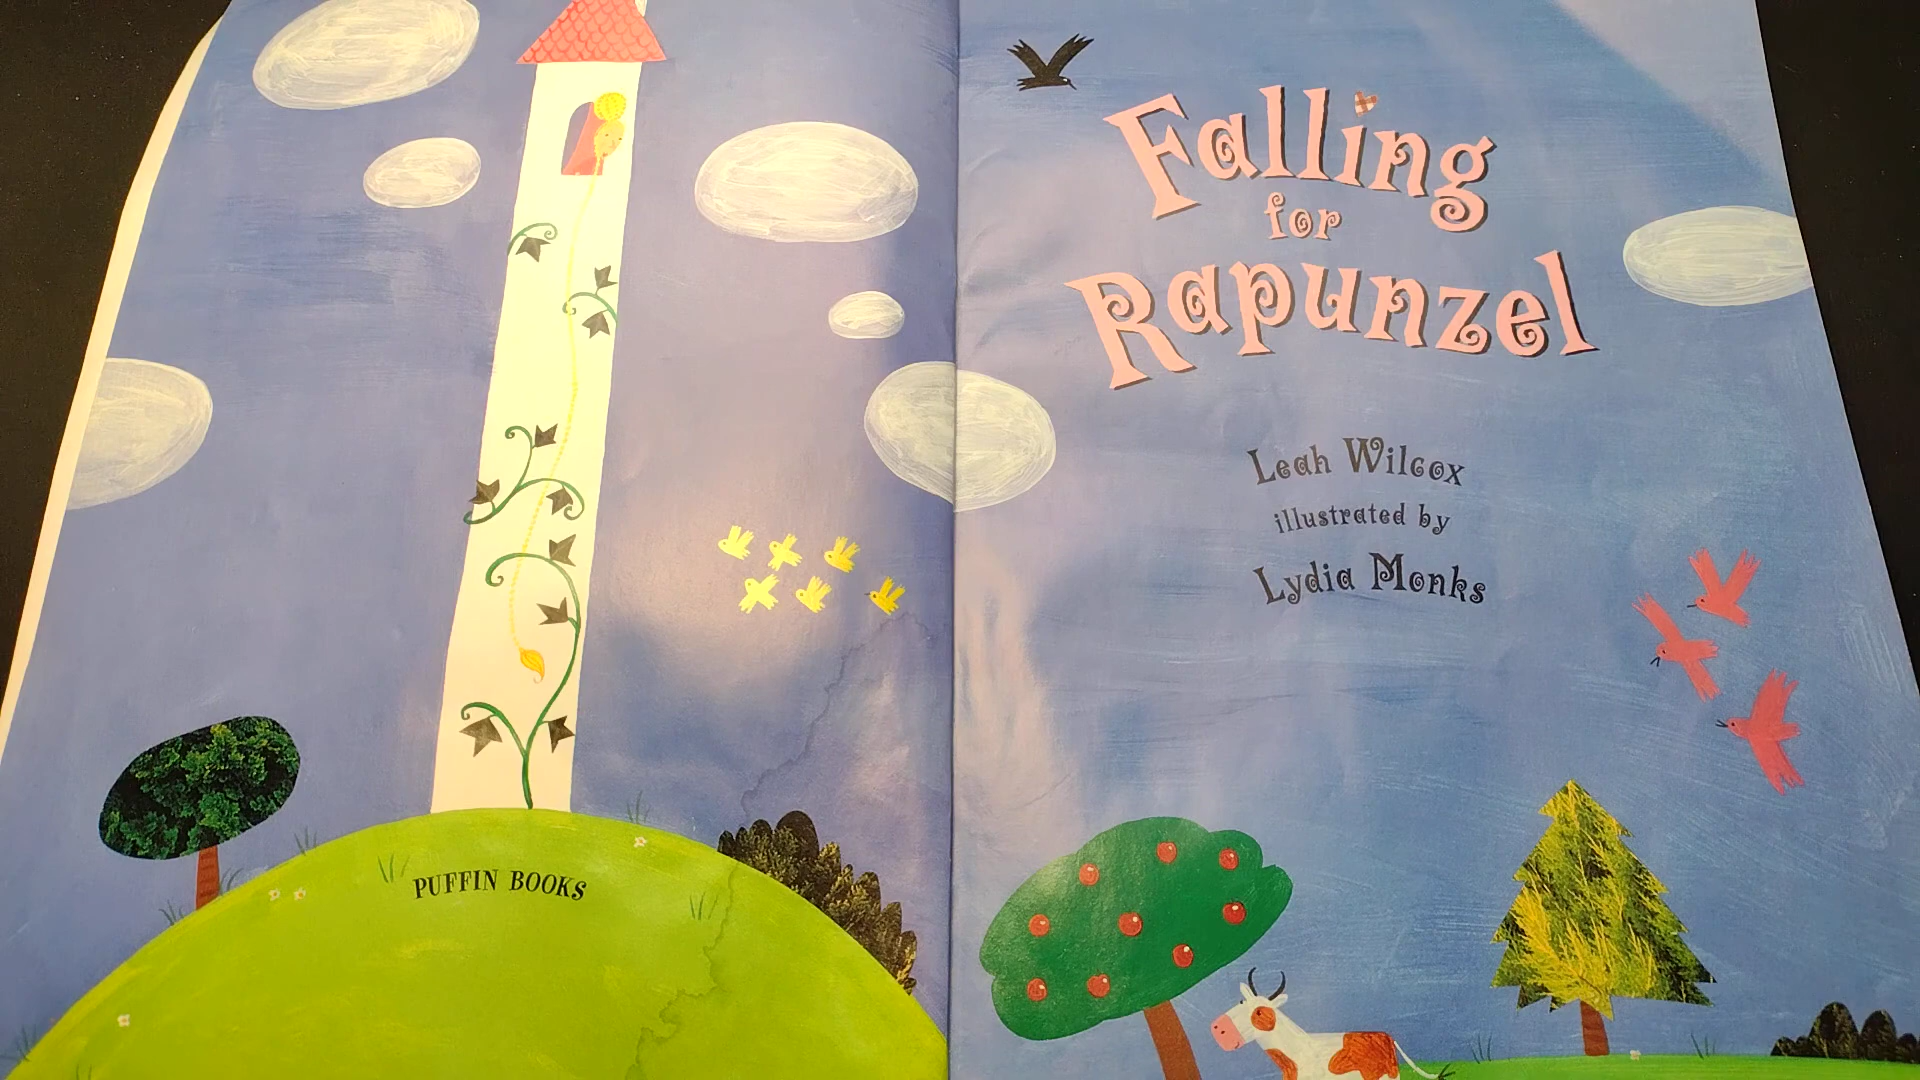 PUFFIN BOOKS
Falling
for
Rapunzel
Leah Wilcox
illustrated by
Lydia Monks